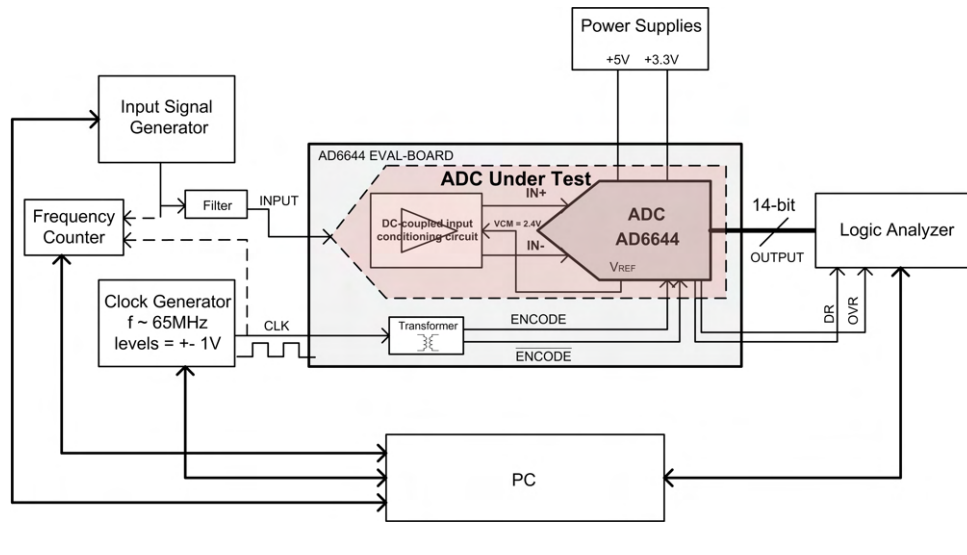 Power Supplies
+5V +3.3V
Input Signal
Generator
AD6644 EVAL-BOARD
ADC Under Test
Filter
INPUT
IN+
Frequency
Counter
DC-coupled input
conditioning circuit
VCM = 2.4V
IN-
ADC
AD6644
VREF
14-bit
OUTPUT
Logic Analyzer
Clock Generator
f ~ 65MHz
levels = +- 1V
CLK
Transformer
ENCODE
ENCODE
DR
OVR
PC